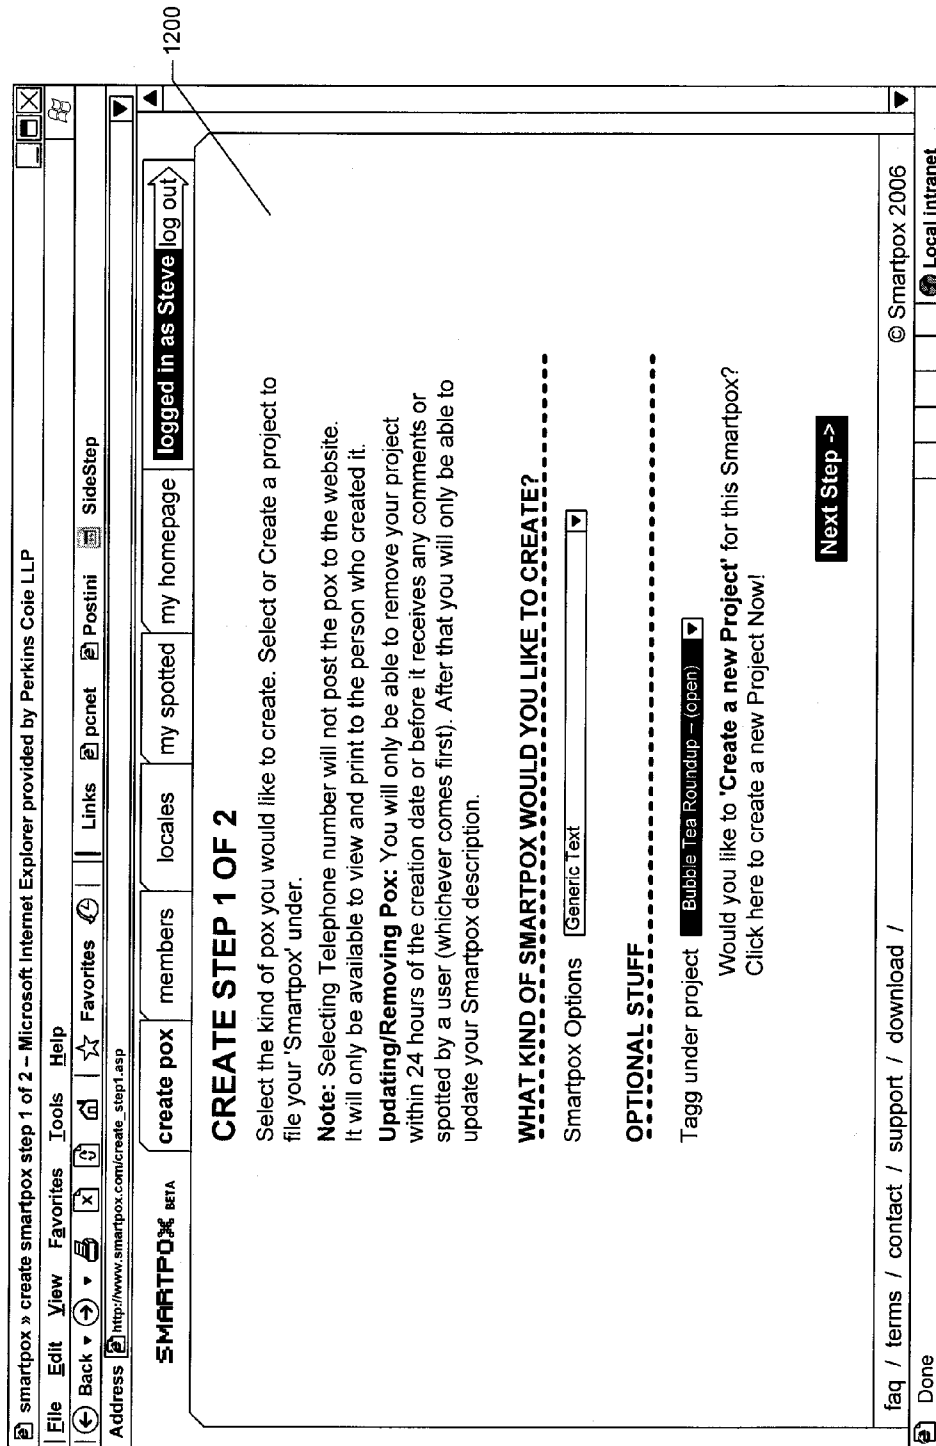 smartpox » create smartpox step 1 of 2 – Microsoft Internet Explorer provided by Perkins Coie LLP
File Edit View Favorites Tools Help
Back Favorites Links pcnet Postini SideStep
Address http://www.smartpox.com/create_step1.asp
1200
SMARTPOX BETA create pox members locales my spotted my homepage logged in as Steve log out
CREATE STEP 1 OF 2
Select the kind of pox you would like to create. Select or Create a project to
file your 'Smartpox' under.
Note: Selecting Telephone number will not post the pox to the website.
It will only be available to view and print to the person who created it.
Updating/Removing Pox: You will only be able to remove your project
within 24 hours of the creation date or before it receives any comments or
spotted by a user (whichever comes first). After that you will only be able to
update your Smartpox description.
WHAT KIND OF SMARTPOX WOULD YOU LIKE TO CREATE?
Smartpox Options Generic Text
OPTIONAL STUFF
Tagg under project Bubble Tea Roundup – (open)
Would you like to 'Create a new Project' for this Smartpox?
Click here to create a new Project Now!
Next Step ->
faq / terms / contact / support / download / © Smartpox 2006
Done Local intranet